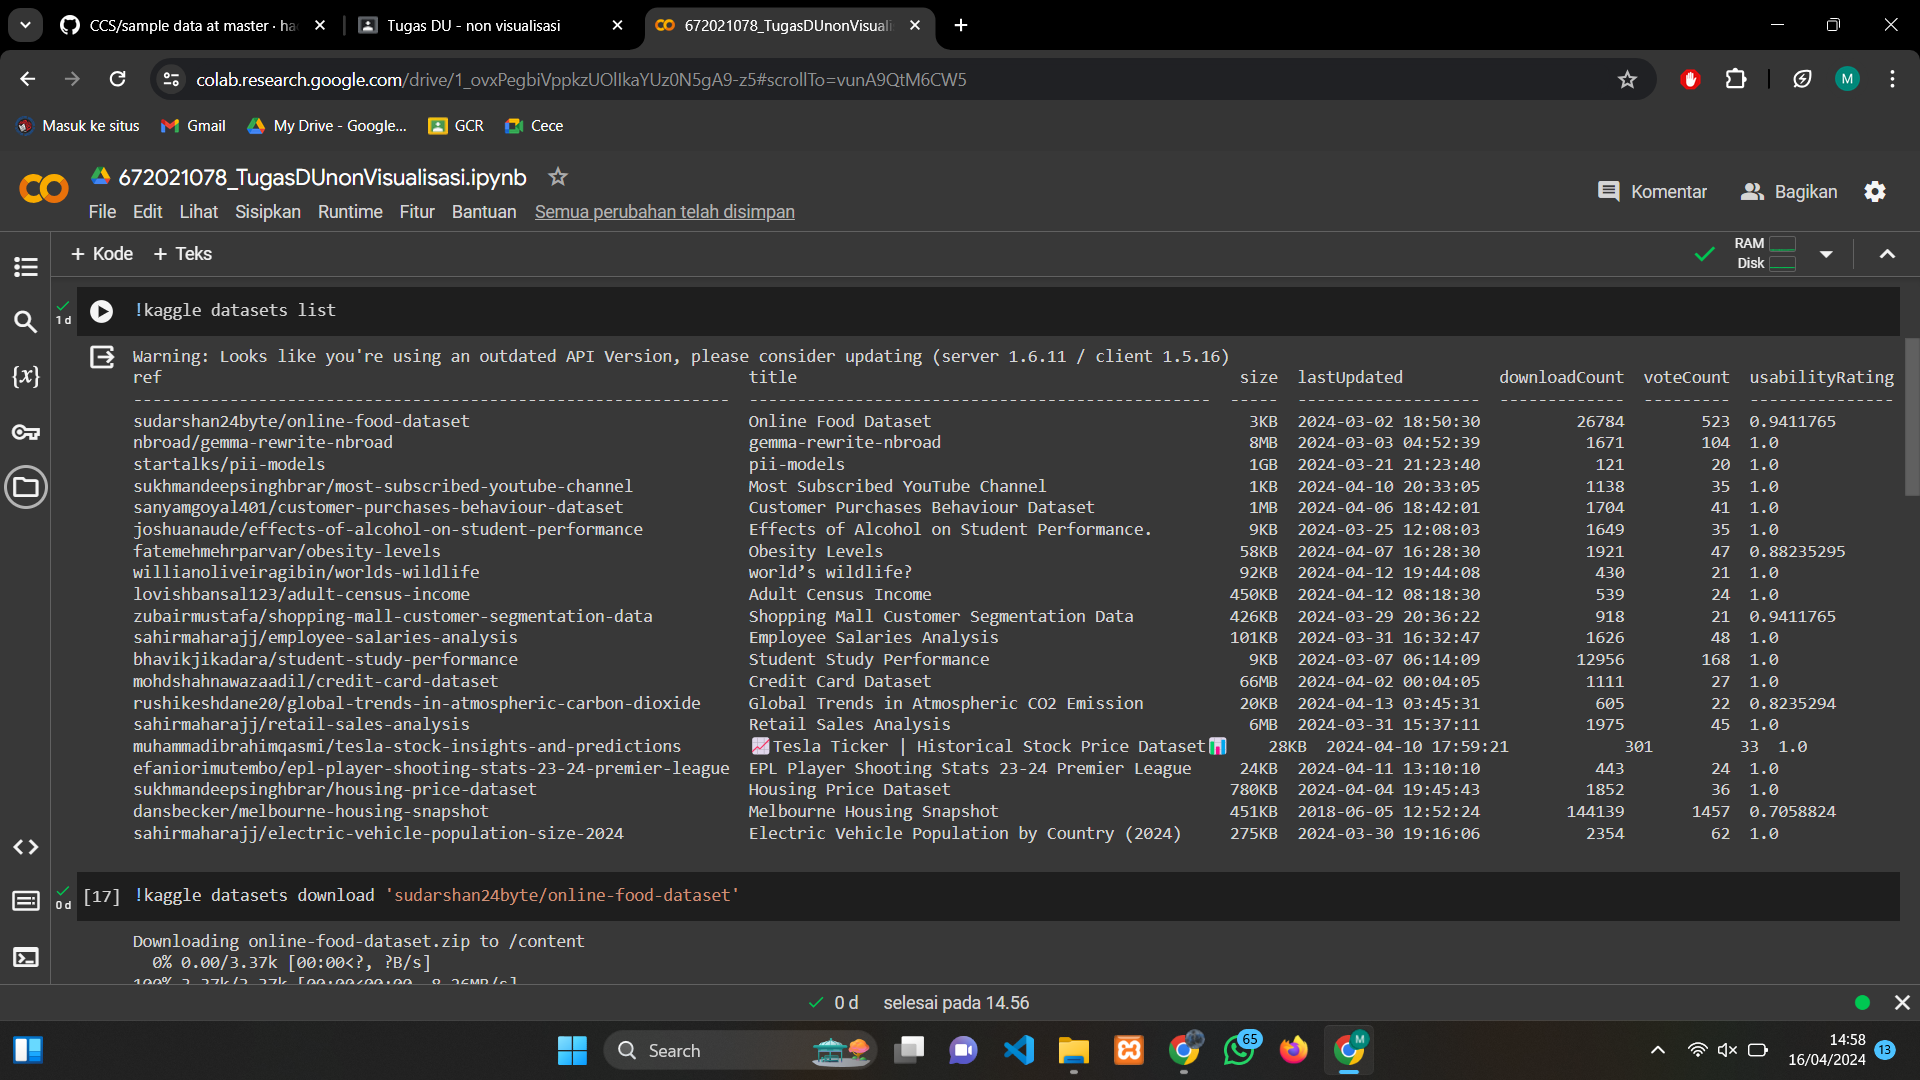 CCS/sample data at master · ha
Tugas DU - non visualisasi
672021078_TugasDUnonVisuali
colab.research.google.com/drive/1_ovxPegbiVppkzUOlIkaYUz0N5gA9-z5#scrollTo=vunA9QtM6CW5
M
Masuk ke situs
Gmail
My Drive - Google...
GCR
Cece
672021078_TugasDUnonVisualisasi.ipynb
Komentar
Bagikan
File Edit Lihat Sisipkan Runtime Fitur Bantuan Semua perubahan telah disimpan
+ Kode + Teks
RAM
Disk
1 d
!kaggle datasets list
Warning: Looks like you're using an outdated API Version, please consider updating (server 1.6.11 / client 1.5.16)
ref title size lastUpdated downloadCount voteCount usabilityRating
------------------------------------------------------------- ------------------------------------------------ ----- ------------------- ------------- --------- ---------------
sudarshan24byte/online-food-dataset Online Food Dataset 3KB 2024-03-02 18:50:30 26784 523 0.9411765
nbroad/gemma-rewrite-nbroad gemma-rewrite-nbroad 8MB 2024-03-03 04:52:39 1671 104 1.0
startalks/pii-models pii-models 1GB 2024-03-21 21:23:40 121 20 1.0
sukhmandeepsinghbrar/most-subscribed-youtube-channel Most Subscribed YouTube Channel 1KB 2024-04-10 20:33:05 1138 35 1.0
sanyamgoyal401/customer-purchases-behaviour-dataset Customer Purchases Behaviour Dataset 1MB 2024-04-06 18:42:01 1704 41 1.0
joshuanaude/effects-of-alcohol-on-student-performance Effects of Alcohol on Student Performance. 9KB 2024-03-25 12:08:03 1649 35 1.0
fatemehmehrparvar/obesity-levels Obesity Levels 58KB 2024-04-07 16:28:30 1921 47 0.88235295
willianoliveiragibin/worlds-wildlife world’s wildlife? 92KB 2024-04-12 19:44:08 430 21 1.0
lovishbansal123/adult-census-income Adult Census Income 450KB 2024-04-12 08:18:30 539 24 1.0
zubairmustafa/shopping-mall-customer-segmentation-data Shopping Mall Customer Segmentation Data 426KB 2024-03-29 20:36:22 918 21 0.9411765
sahirmaharajj/employee-salaries-analysis Employee Salaries Analysis 101KB 2024-03-31 16:32:47 1626 48 1.0
bhavikjikadara/student-study-performance Student Study Performance 9KB 2024-03-07 06:14:09 12956 168 1.0
mohdshahnawazaadil/credit-card-dataset Credit Card Dataset 66MB 2024-04-02 00:04:05 1111 27 1.0
rushikeshdane20/global-trends-in-atmospheric-carbon-dioxide Global Trends in Atmospheric CO2 Emission 20KB 2024-04-13 03:45:31 605 22 0.8235294
sahirmaharajj/retail-sales-analysis Retail Sales Analysis 6MB 2024-03-31 15:37:11 1975 45 1.0
muhammadibrahimqasmi/tesla-stock-insights-and-predictions 📈Tesla Ticker | Historical Stock Price Dataset📊 28KB 2024-04-10 17:59:21 301 33 1.0
efaniorimutembo/epl-player-shooting-stats-23-24-premier-league EPL Player Shooting Stats 23-24 Premier League 24KB 2024-04-11 13:10:10 443 24 1.0
sukhmandeepsinghbrar/housing-price-dataset Housing Price Dataset 780KB 2024-04-04 19:45:43 1852 36 1.0
dansbecker/melbourne-housing-snapshot Melbourne Housing Snapshot 451KB 2018-06-05 12:52:24 144139 1457 0.7058824
sahirmaharajj/electric-vehicle-population-size-2024 Electric Vehicle Population by Country (2024) 275KB 2024-03-30 19:16:06 2354 62 1.0
0 d
[17] !kaggle datasets download 'sudarshan24byte/online-food-dataset'
Downloading online-food-dataset.zip to /content
0% 0.00/3.37k [00:00<?, ?B/s]
100% 3.37k/3.37k [00:00<00:00, 8.26MB/s]
0 d selesai pada 14.56
Search
65
M
14:58
16/04/2024
13